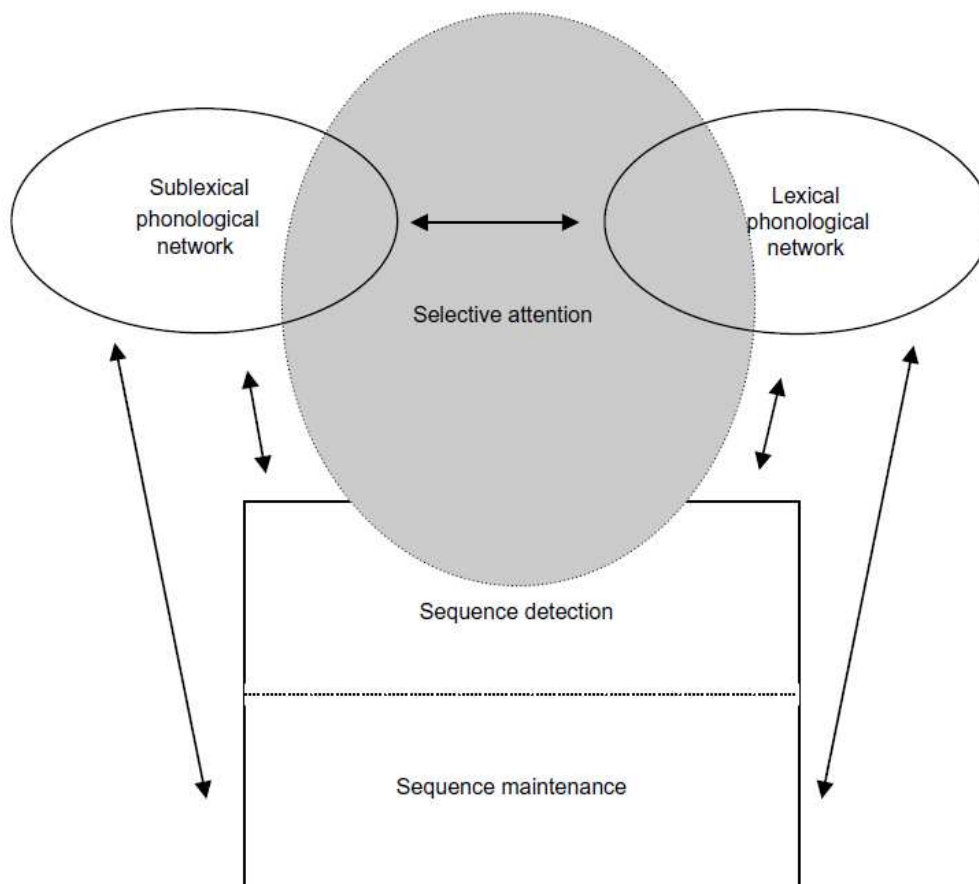 Sublexical
phonological
network
Lexical
phonological
network
Selective attention
Sequence detection
Sequence maintenance